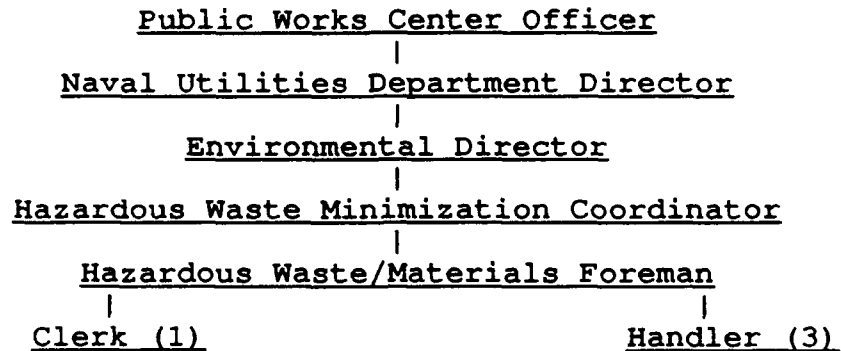 Public Works Center Officer
Naval Utilities Department Director
Environmental Director
Hazardous Waste Minimization Coordinator
Hazardous Waste/Materials Foreman
Clerk (1) Handler (3)